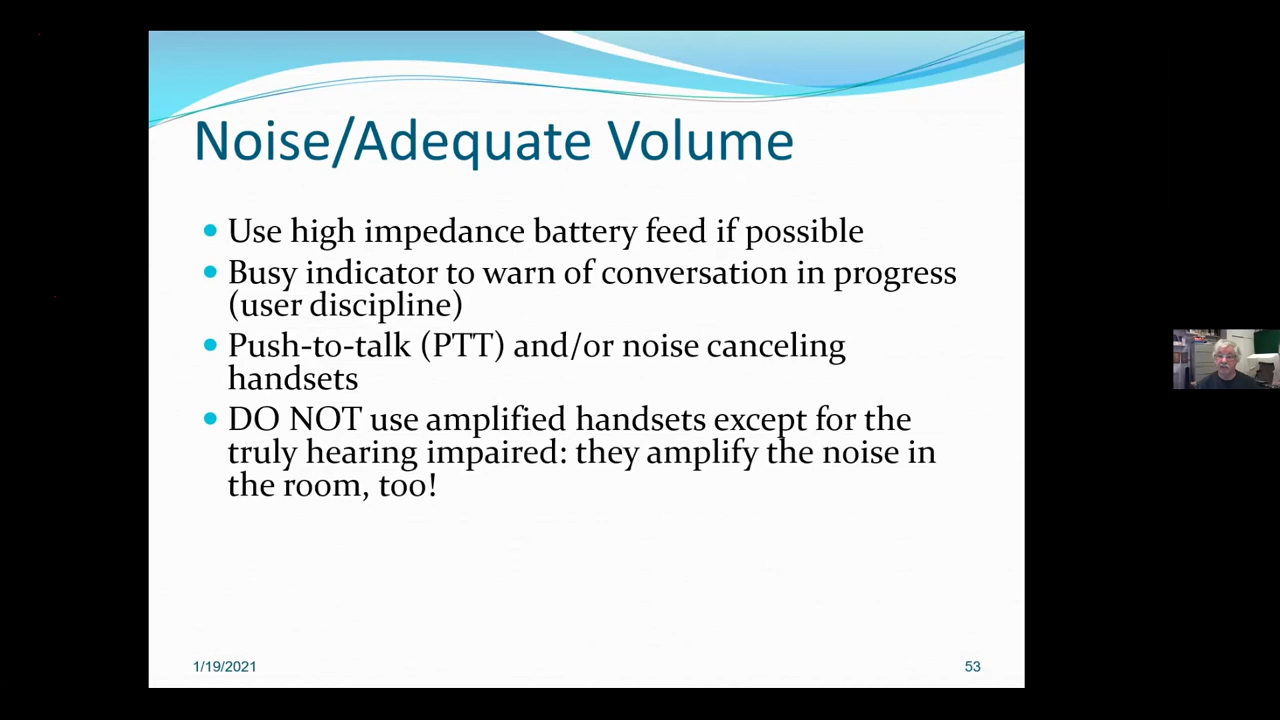 Noise/Adequate Volume
• Use high impedance battery feed if possible
• Busy indicator to warn of conversation in progress
(user discipline)
• Push-to-talk (PTT) and/or noise canceling
handsets
• DO NOT use amplified handsets except for the
truly hearing impaired: they amplify the noise in
the room, too!
1/19/2021
53